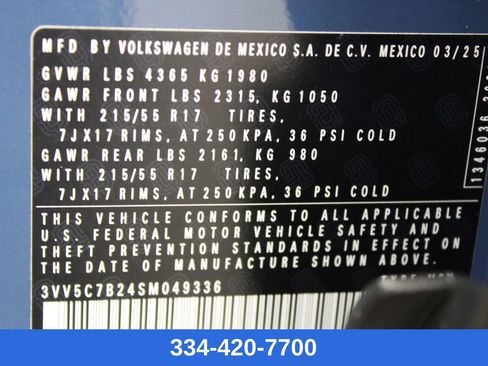 MFD BY VOLKSWAGEN DE MEXICO S.A. DE C.V. MEXICO 03/25
GVWR LBS 4365 KG 1980
GAWR FRONT LBS 2315, KG 1050
WITH 215/55 R17 TIRES,
7JX17 RIMS, AT 250 KPA, 36 PSI COLD
GAWR REAR LBS 2161, KG 980
WITH 215/55 R17 TIRES,
7JX17 RIMS, AT 250 KPA, 36 PSI COLD
THIS VEHICLE CONFORMS TO ALL APPLICABLE
U.S. FEDERAL MOTOR VEHICLE SAFETY AND
THEFT PREVENTION STANDARDS IN EFFECT ON THE
DATE OF MANUFACTURE SHOWN ABOVE.
3VV5C7B24SM049336
1346036
334-420-7700